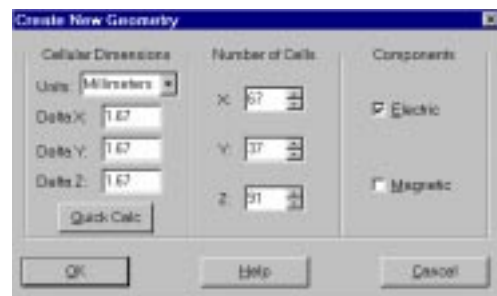 Create New Geometry
Cellular Dimensions
Units: Millimeters
Delta X: 1.67
Delta Y: 1.67
Delta Z: 1.67
Quick Calc
Number of Cells
X: 67
Y: 37
Z: 91
Components
Electric
Magnetic
OK
Help
Cancel